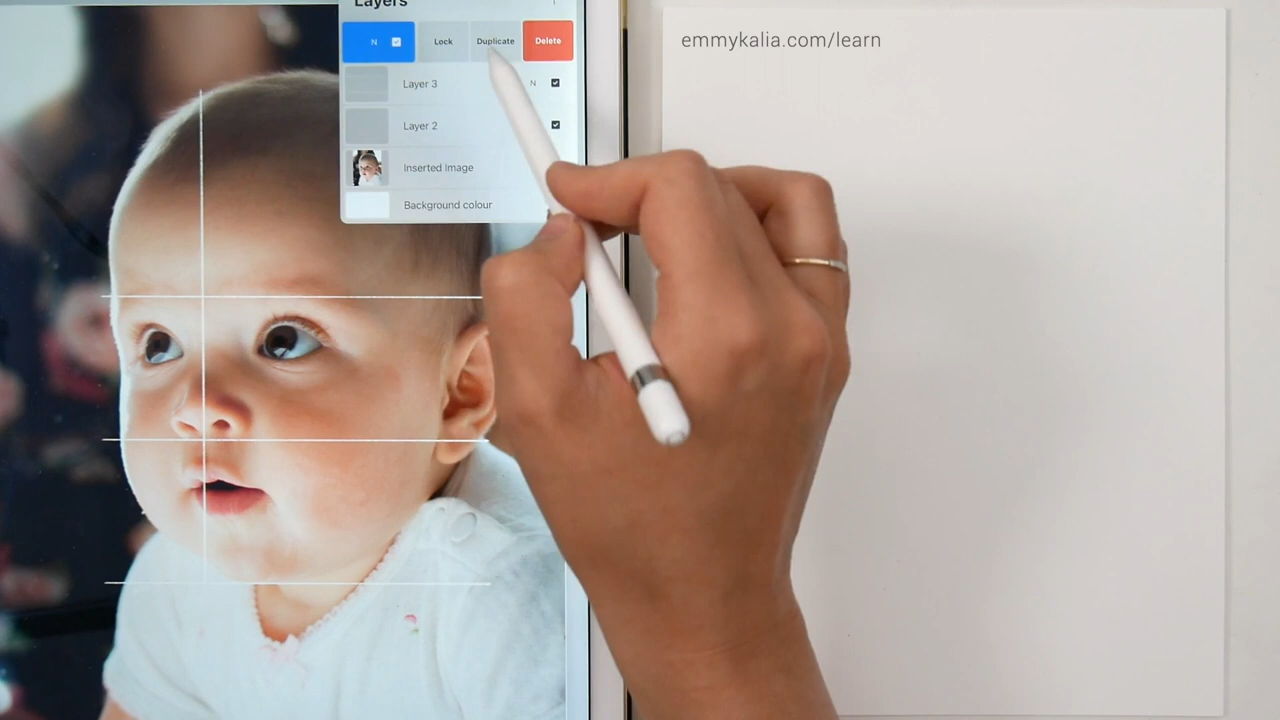 Layers
N Lock Duplicate Delete
Layer 3 N
Layer 2
Inserted Image
Background colour
emmykalia.com/learn